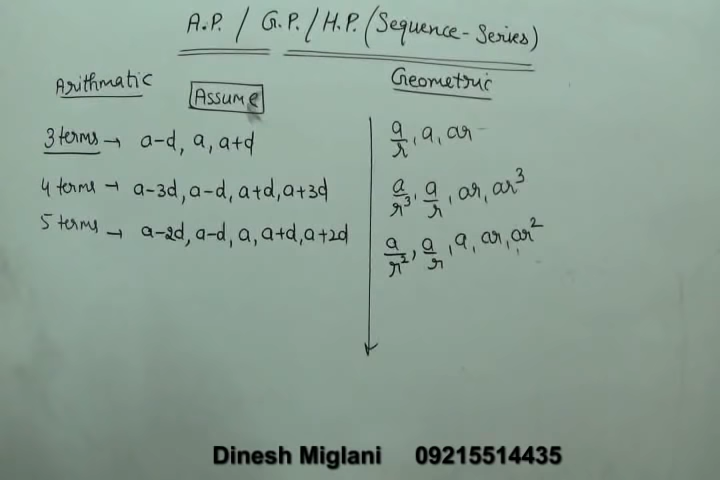 A.P. / G.P. / H.P. (Sequence - Series)
Arithmatic
Assume
3 terms → a-d, a, a+d
4 terms → a-3d, a-d, a+d, a+3d
5 terms → a-2d, a-d, a, a+d, a+2d
Geometric
a/r, a, ar
a/r³, a/r, ar, ar³
a/r², a/r, a, ar, ar²
Dinesh Miglani 09215514435